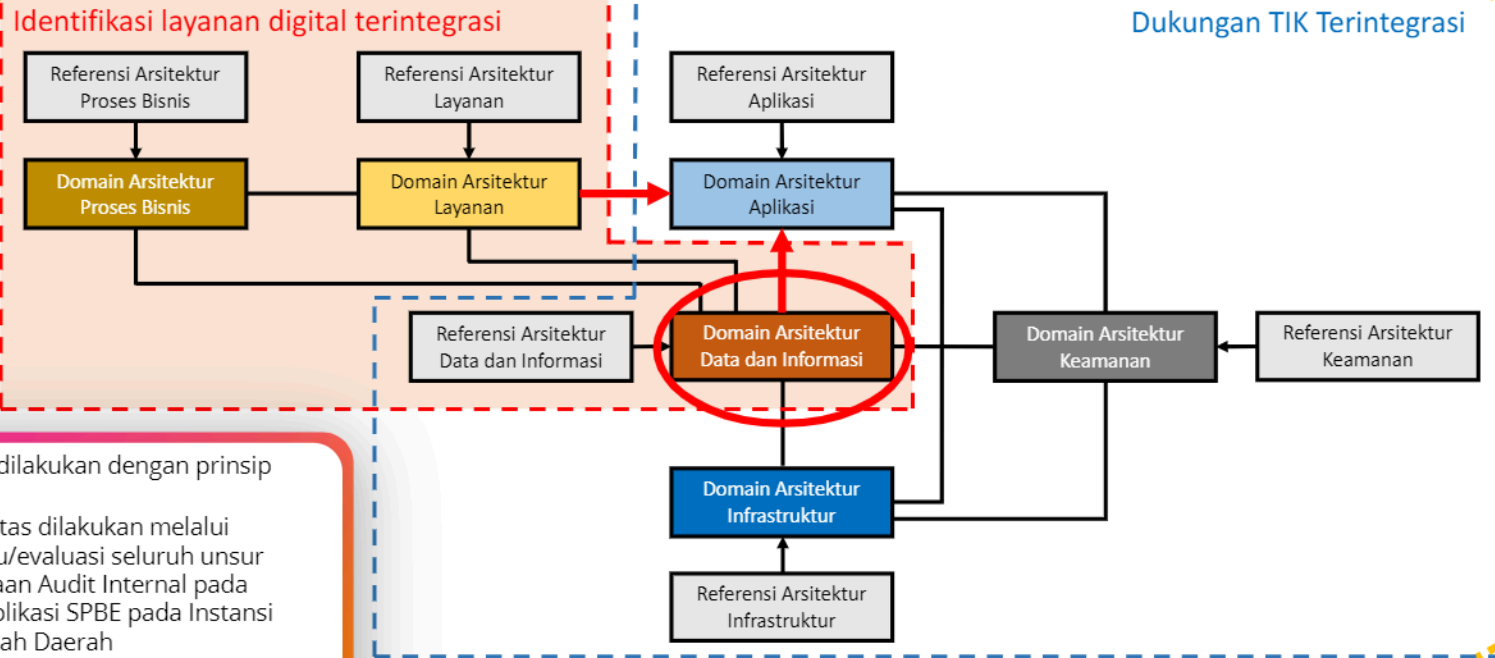 Identifikasi layanan digital terintegrasi
Dukungan TIK Terintegrasi
Referensi Arsitektur
Proses Bisnis
Referensi Arsitektur
Layanan
Referensi Arsitektur
Aplikasi
Domain Arsitektur
Proses Bisnis
Domain Arsitektur
Layanan
Domain Arsitektur
Aplikasi
Referensi Arsitektur
Data dan Informasi
Domain Arsitektur
Data dan Informasi
Domain Arsitektur
Keamanan
Referensi Arsitektur
Keamanan
Domain Arsitektur
Infrastruktur
Referensi Arsitektur
Infrastruktur
dilakukan dengan prinsip
tas dilakukan melalui
u/evaluasi seluruh unsur
aan Audit Internal pada
plikasi SPBE pada Instansi
ah Daerah